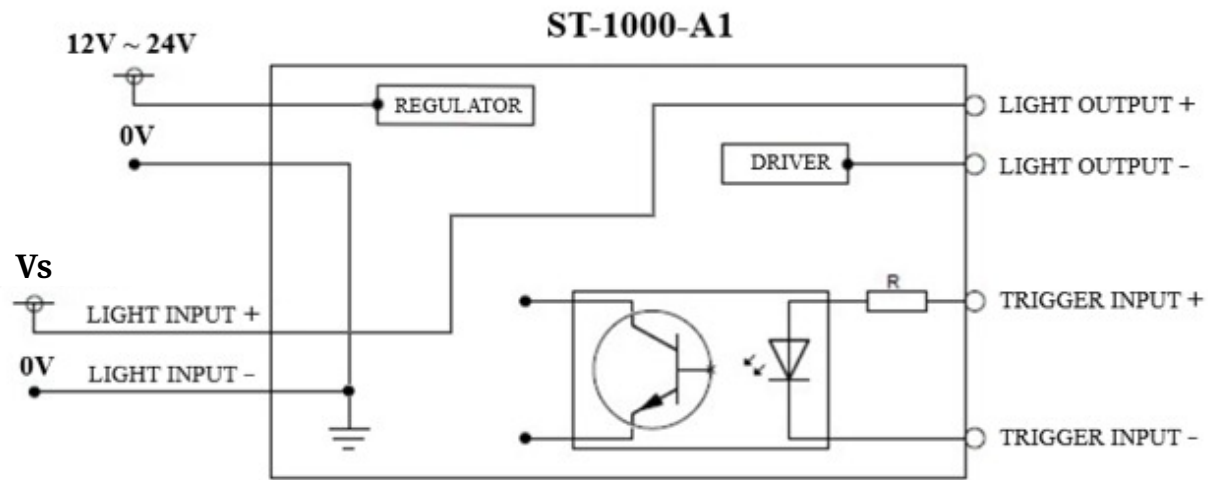 ST-1000-A1
12V ~ 24V
REGULATOR
LIGHT OUTPUT +
0V
DRIVER
LIGHT OUTPUT -
Vs
LIGHT INPUT +
R
TRIGGER INPUT +
0V
LIGHT INPUT -
TRIGGER INPUT -